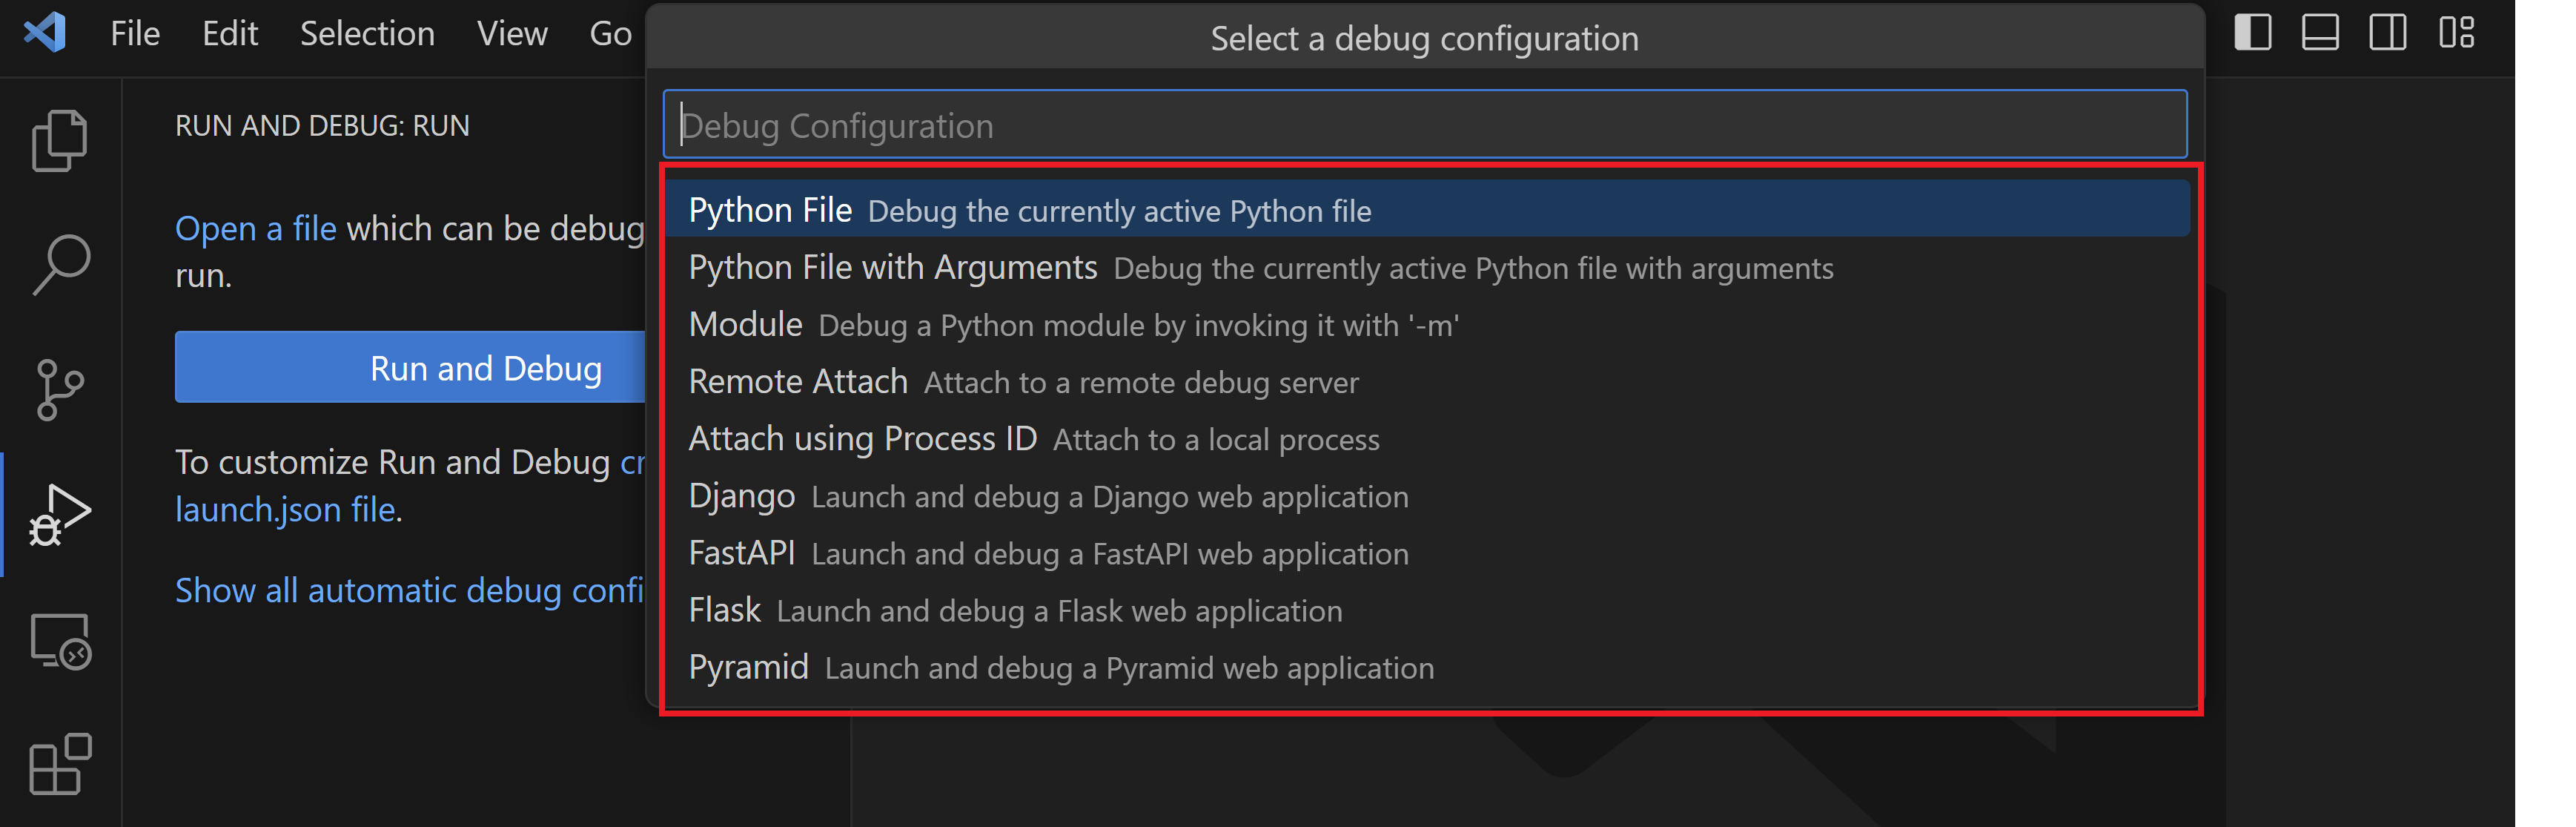 File Edit Selection View Go
Select a debug configuration
Debug Configuration
RUN AND DEBUG: RUN
Open a file which can be debug
run.
Run and Debug
To customize Run and Debug cr
launch.json file.
Show all automatic debug confi
Python File Debug the currently active Python file
Python File with Arguments Debug the currently active Python file with arguments
Module Debug a Python module by invoking it with '-m'
Remote Attach Attach to a remote debug server
Attach using Process ID Attach to a local process
Django Launch and debug a Django web application
FastAPI Launch and debug a FastAPI web application
Flask Launch and debug a Flask web application
Pyramid Launch and debug a Pyramid web application